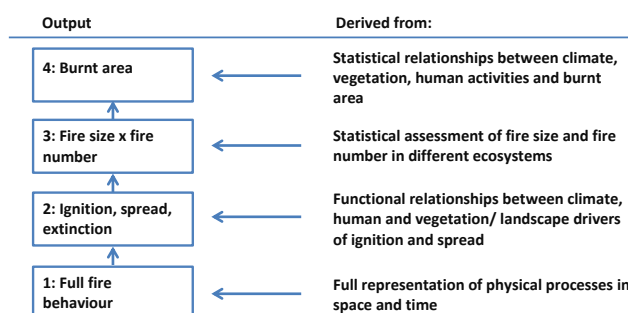 Output
Derived from:
4: Burnt area
Statistical relationships between climate,
vegetation, human activities and burnt
area
3: Fire size x fire
number
Statistical assessment of fire size and fire
number in different ecosystems
2: Ignition, spread,
extinction
Functional relationships between climate,
human and vegetation/ landscape drivers
of ignition and spread
1: Full fire
behaviour
Full representation of physical processes in
space and time